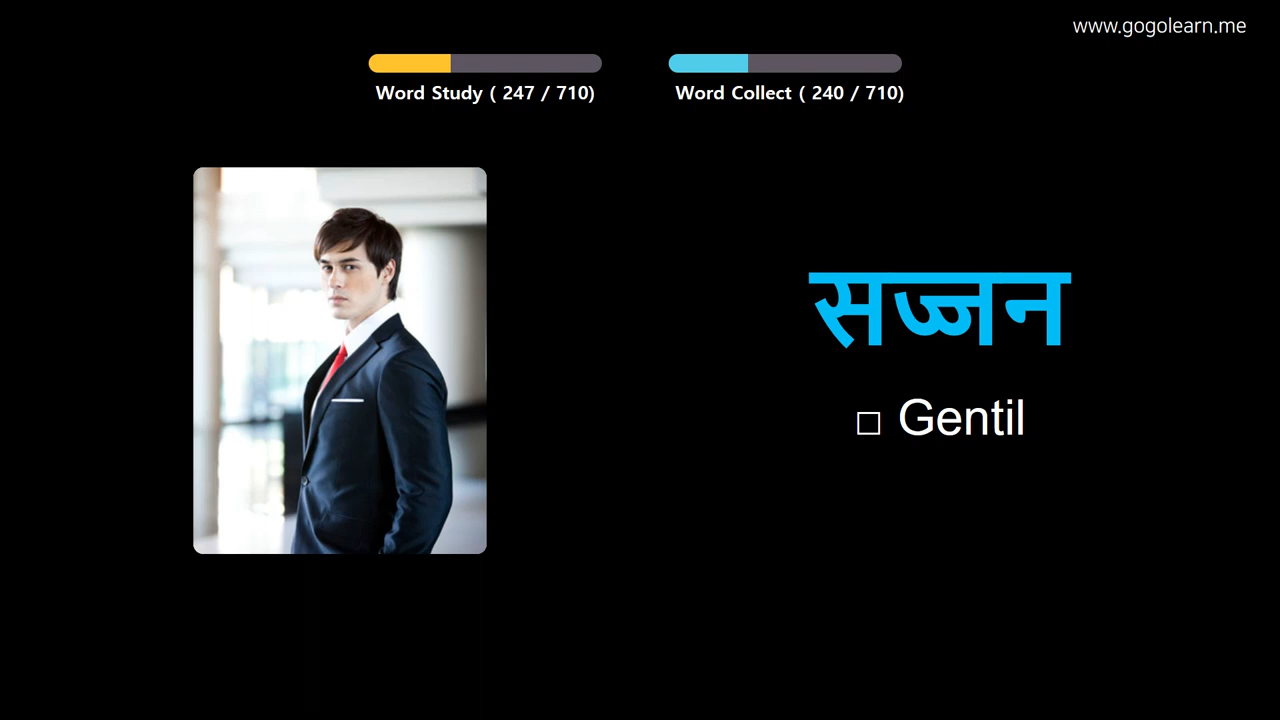 www.gogolearn.me
Word Study ( 247 / 710)
Word Collect ( 240 / 710)
सज्जन
□ Gentil